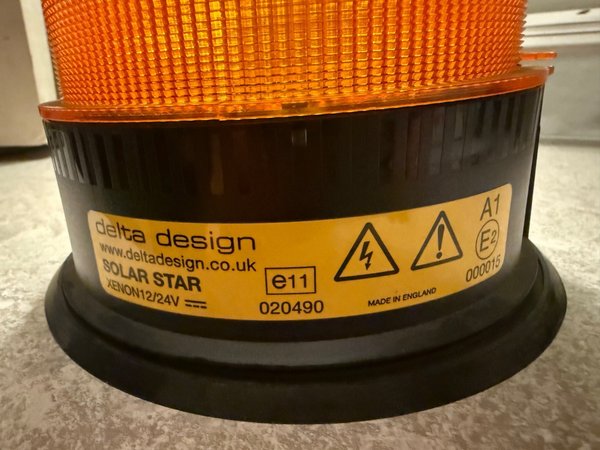 delta design
www.deltadesign.co.uk
SOLAR STAR
XENON12/24V
e11
020490
MADE IN ENGLAND
A1
E2
000015